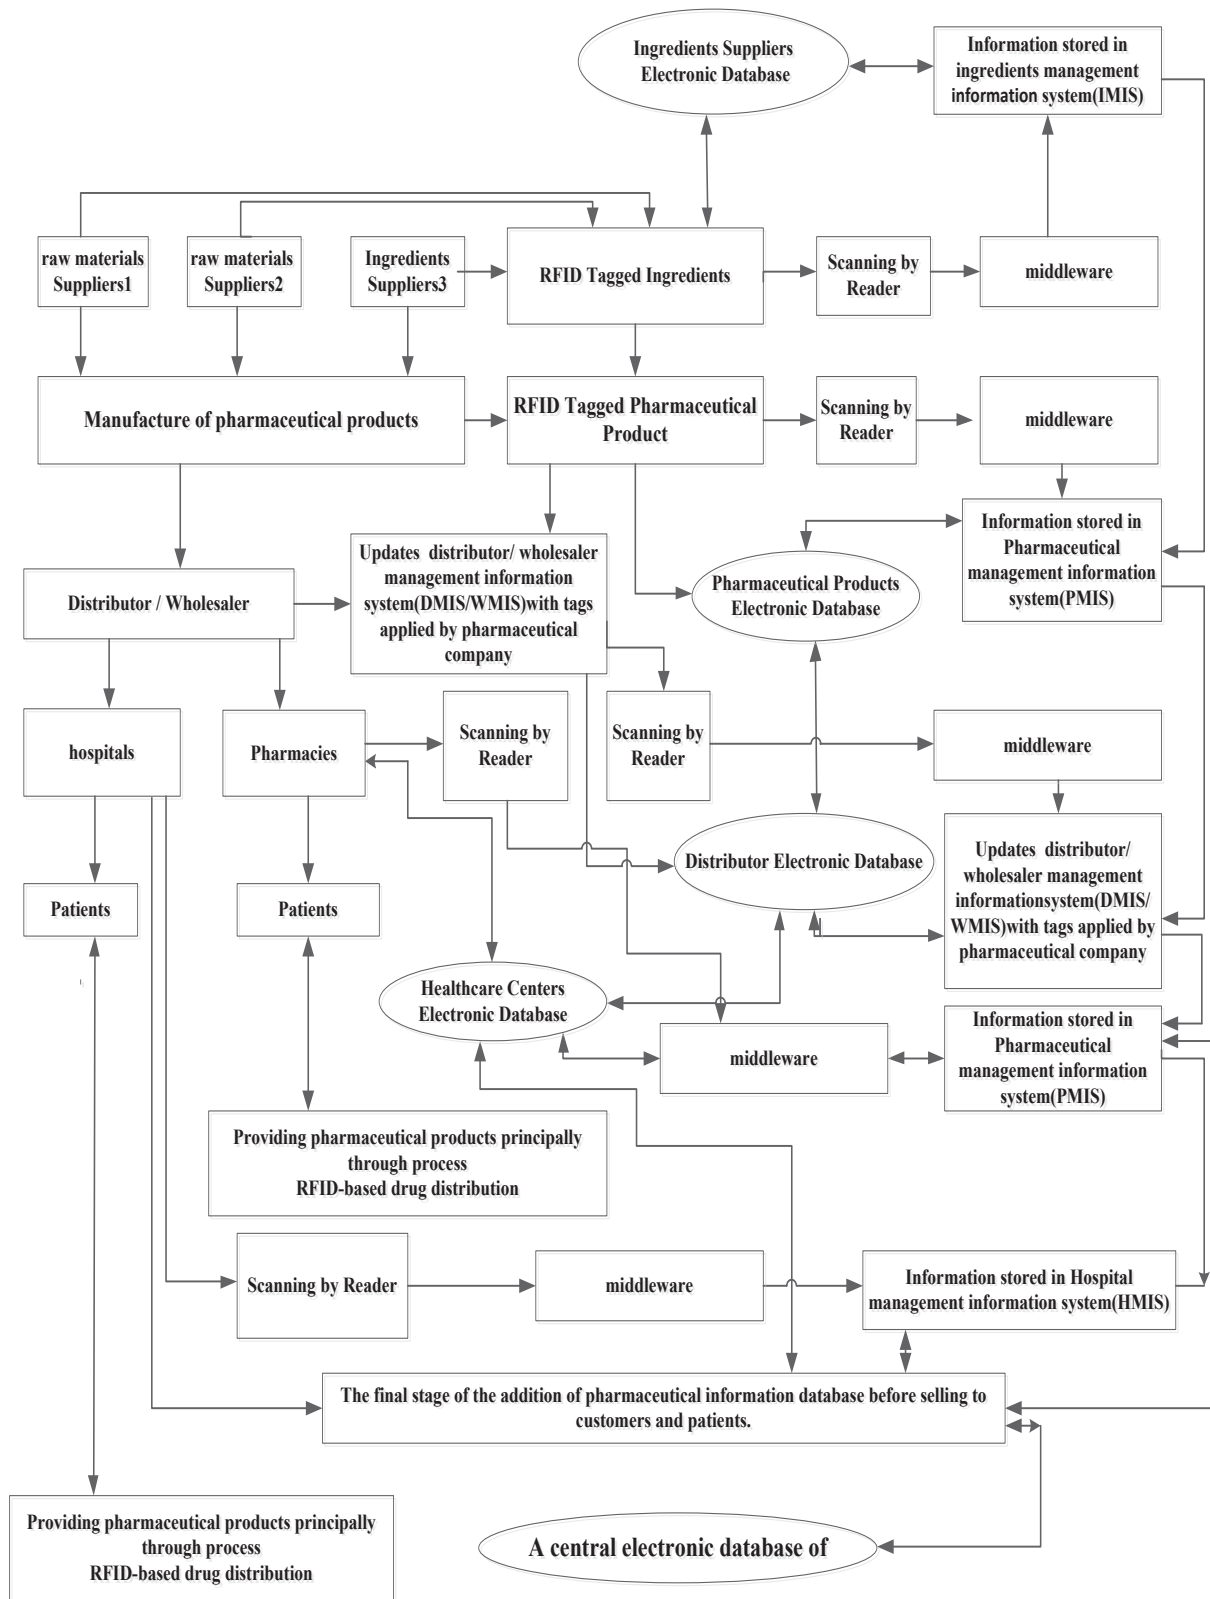 Ingredients Suppliers
Electronic Database
Information stored in
ingredients management
information system(IMIS)
raw materials
Suppliers1
raw materials
Suppliers2
Ingredients
Suppliers3
RFID Tagged Ingredients
Scanning by
Reader
middleware
Manufacture of pharmaceutical products
RFID Tagged Pharmaceutical
Product
Scanning by
Reader
middleware
Information stored in
Pharmaceutical
management information
system(PMIS)
Updates distributor/ wholesaler
management information
system(DMIS/WMIS)with tags
applied by pharmaceutical
company
Pharmaceutical Products
Electronic Database
Distributor / Wholesaler
hospitals
Pharmacies
Scanning by
Reader
Scanning by
Reader
middleware
Distributor Electronic Database
Updates distributor/
wholesaler management
informationsystem(DMIS/
WMIS)with tags applied by
pharmaceutical company
Patients
Patients
Healthcare Centers
Electronic Database
middleware
Information stored in
Pharmaceutical
management information
system(PMIS)
Providing pharmaceutical products principally
through process
RFID-based drug distribution
Scanning by Reader
middleware
Information stored in Hospital
management information system(HMIS)
The final stage of the addition of pharmaceutical information database before selling to
customers and patients.
Providing pharmaceutical products principally
through process
RFID-based drug distribution
A central electronic database of